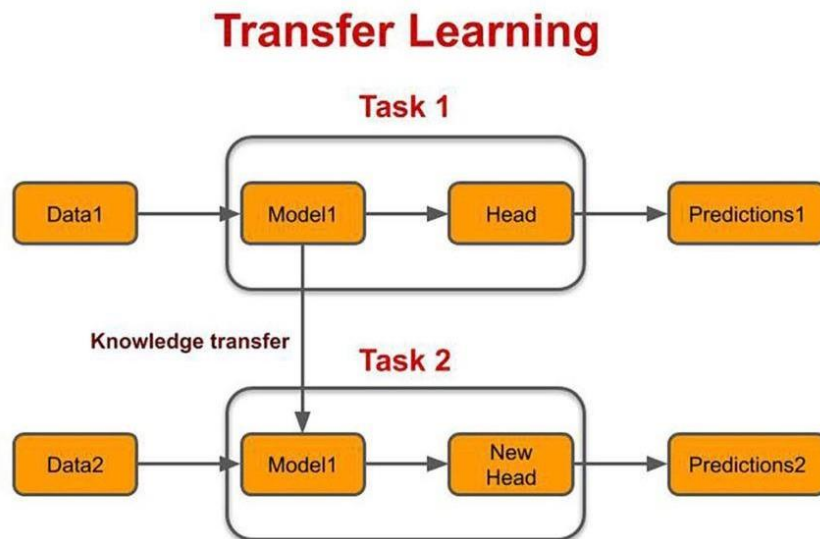 Transfer Learning
Task 1
Data1
Model1
Head
Predictions1
Knowledge transfer
Task 2
Data2
Model1
New
Head
Predictions2